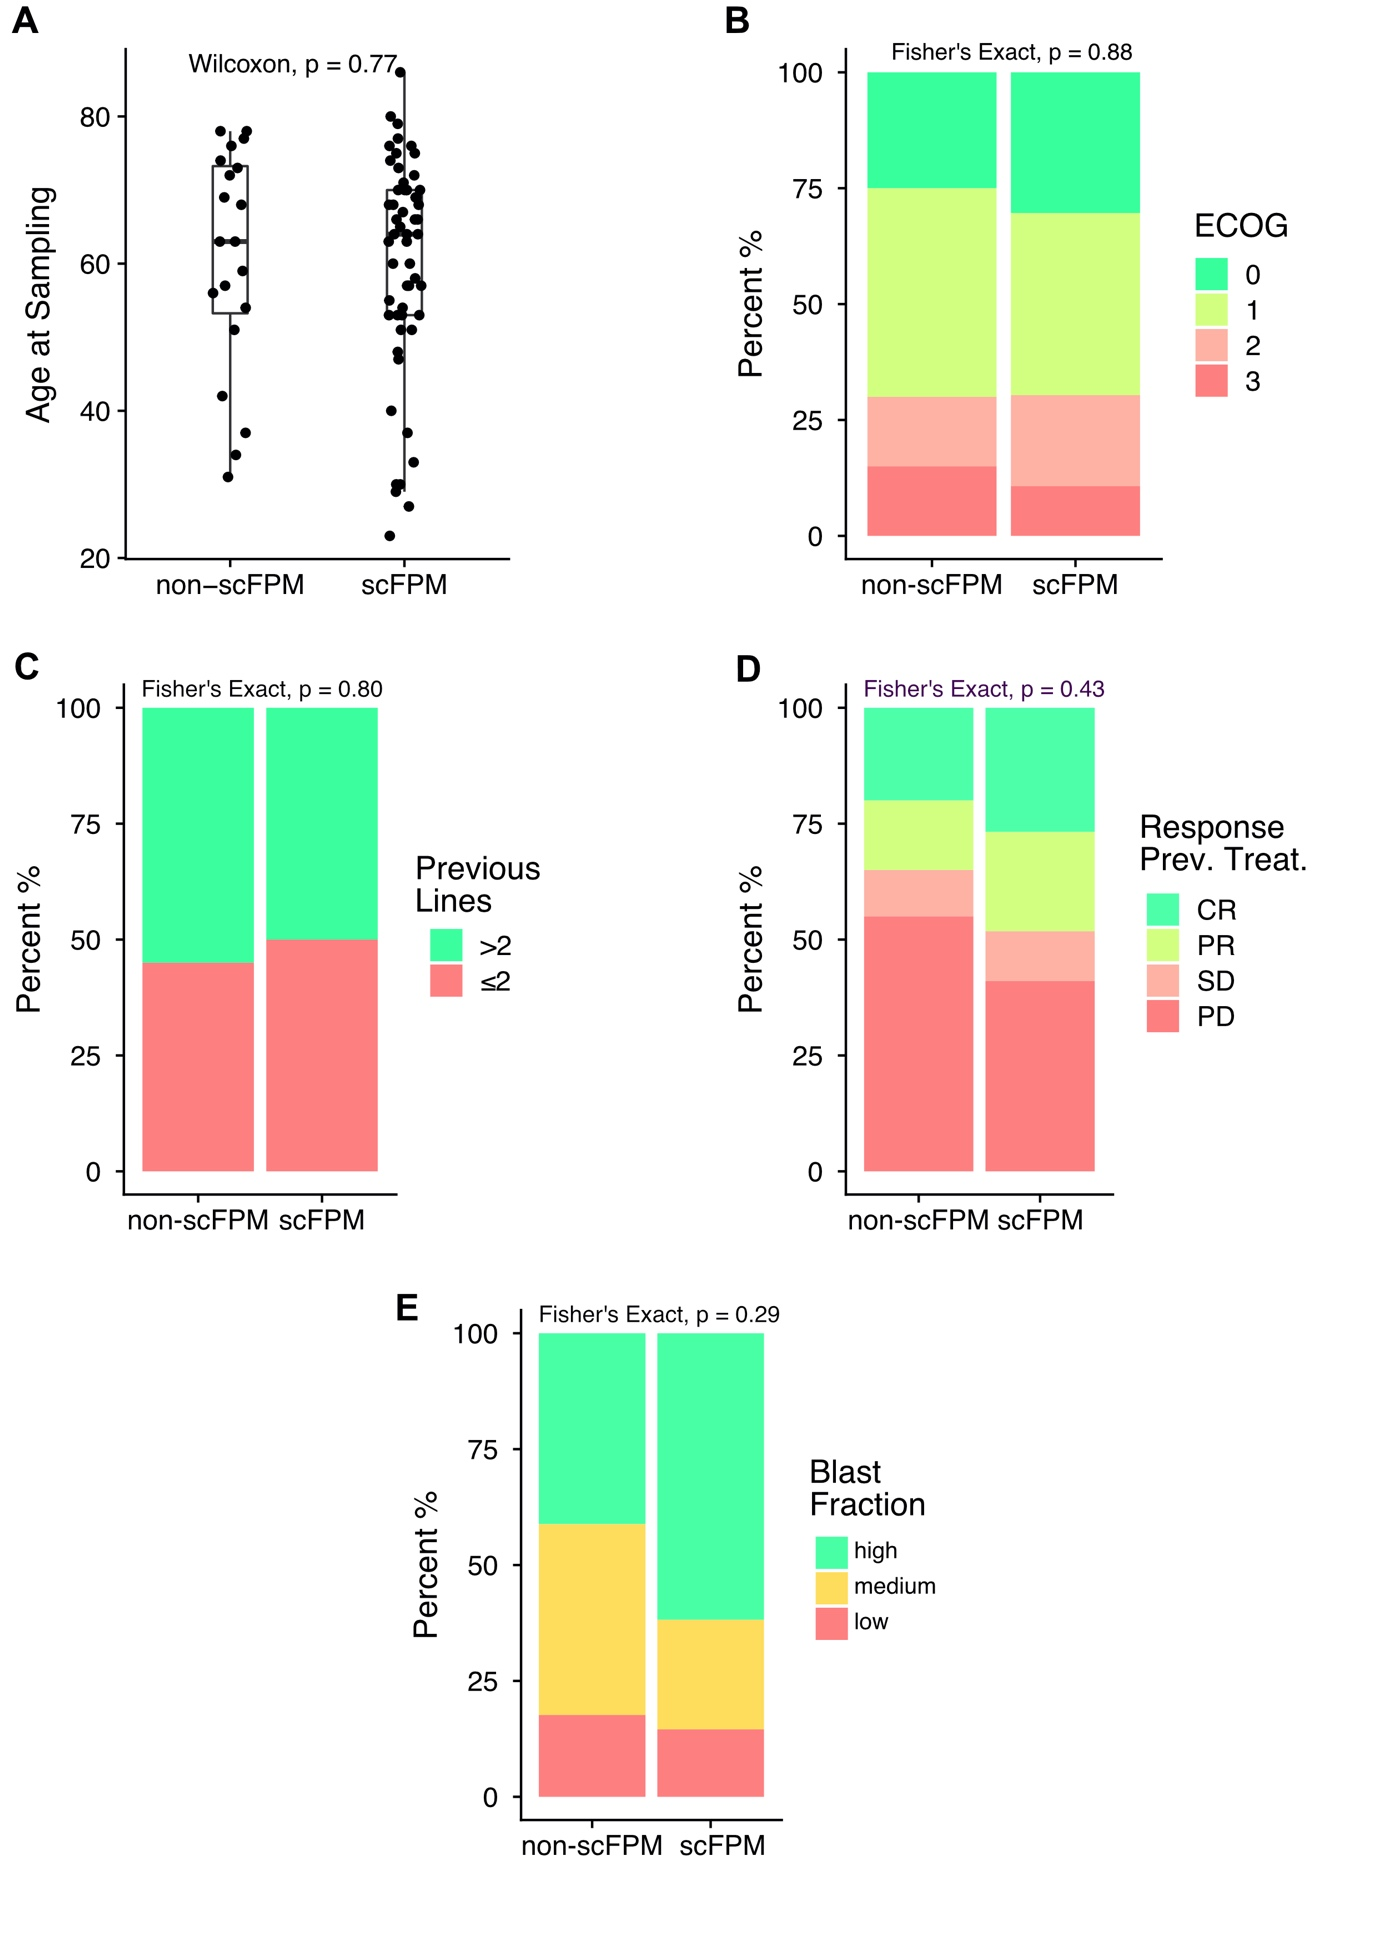 A
Wilcoxon, p = 0.77
Age at Sampling
80
60
40
20
non−scFPM
scFPM
B
Fisher's Exact, p = 0.88
Percent %
100
75
50
25
0
non-scFPM
scFPM
ECOG
0
1
2
3
C
Fisher's Exact, p = 0.80
Percent %
100
75
50
25
0
non-scFPM
scFPM
Previous
Lines
>2
≤2
D
Fisher's Exact, p = 0.43
Percent %
100
75
50
25
0
non-scFPM
scFPM
Response
Prev. Treat.
CR
PR
SD
PD
E
Fisher's Exact, p = 0.29
Percent %
100
75
50
25
0
non-scFPM
scFPM
Blast
Fraction
high
medium
low